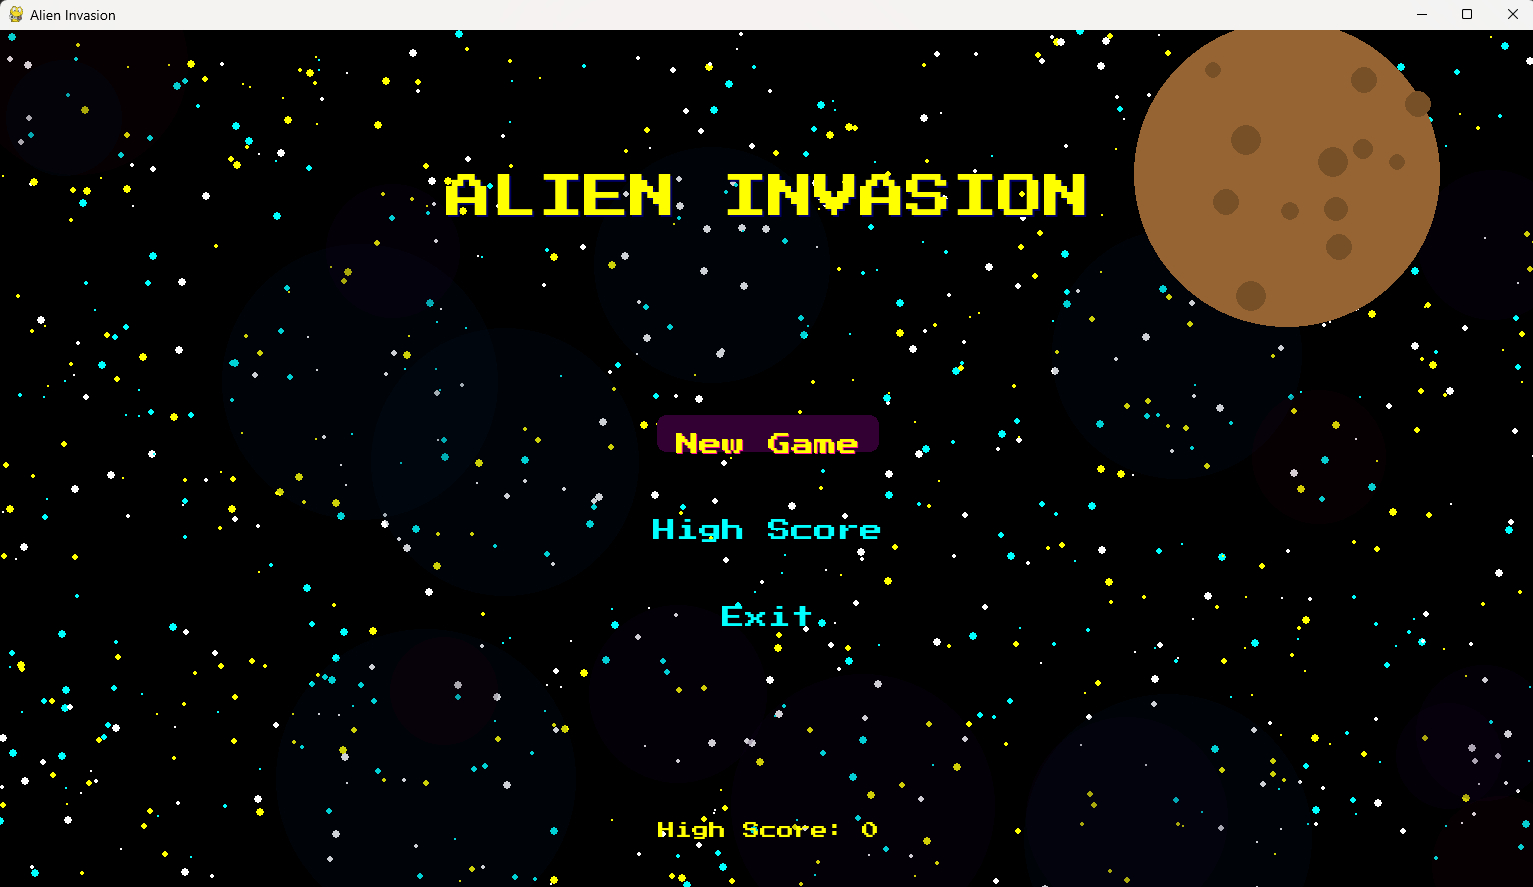 Alien Invasion
ALIEN INVASION
New Game
High Score
Exit
High Score: 0